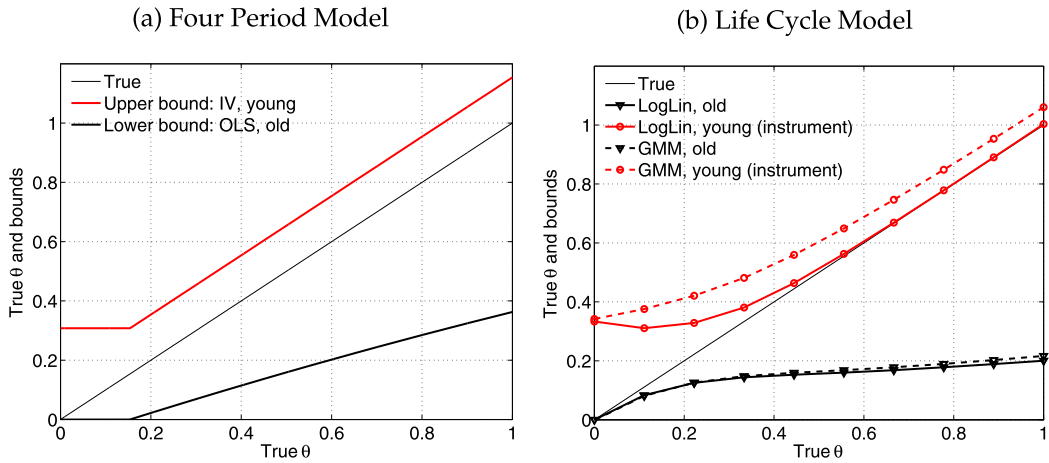 (a) Four Period Model
True
Upper bound: IV, young
Lower bound: OLS, old
1
0.8
0.6
0.4
0.2
0
0 0.2 0.4 0.6 0.8 1
True θ and bounds
True θ
(b) Life Cycle Model
True
LogLin, old
LogLin, young (instrument)
GMM, old
GMM, young (instrument)
1
0.8
0.6
0.4
0.2
0
0 0.2 0.4 0.6 0.8 1
True θ and bounds
True θ